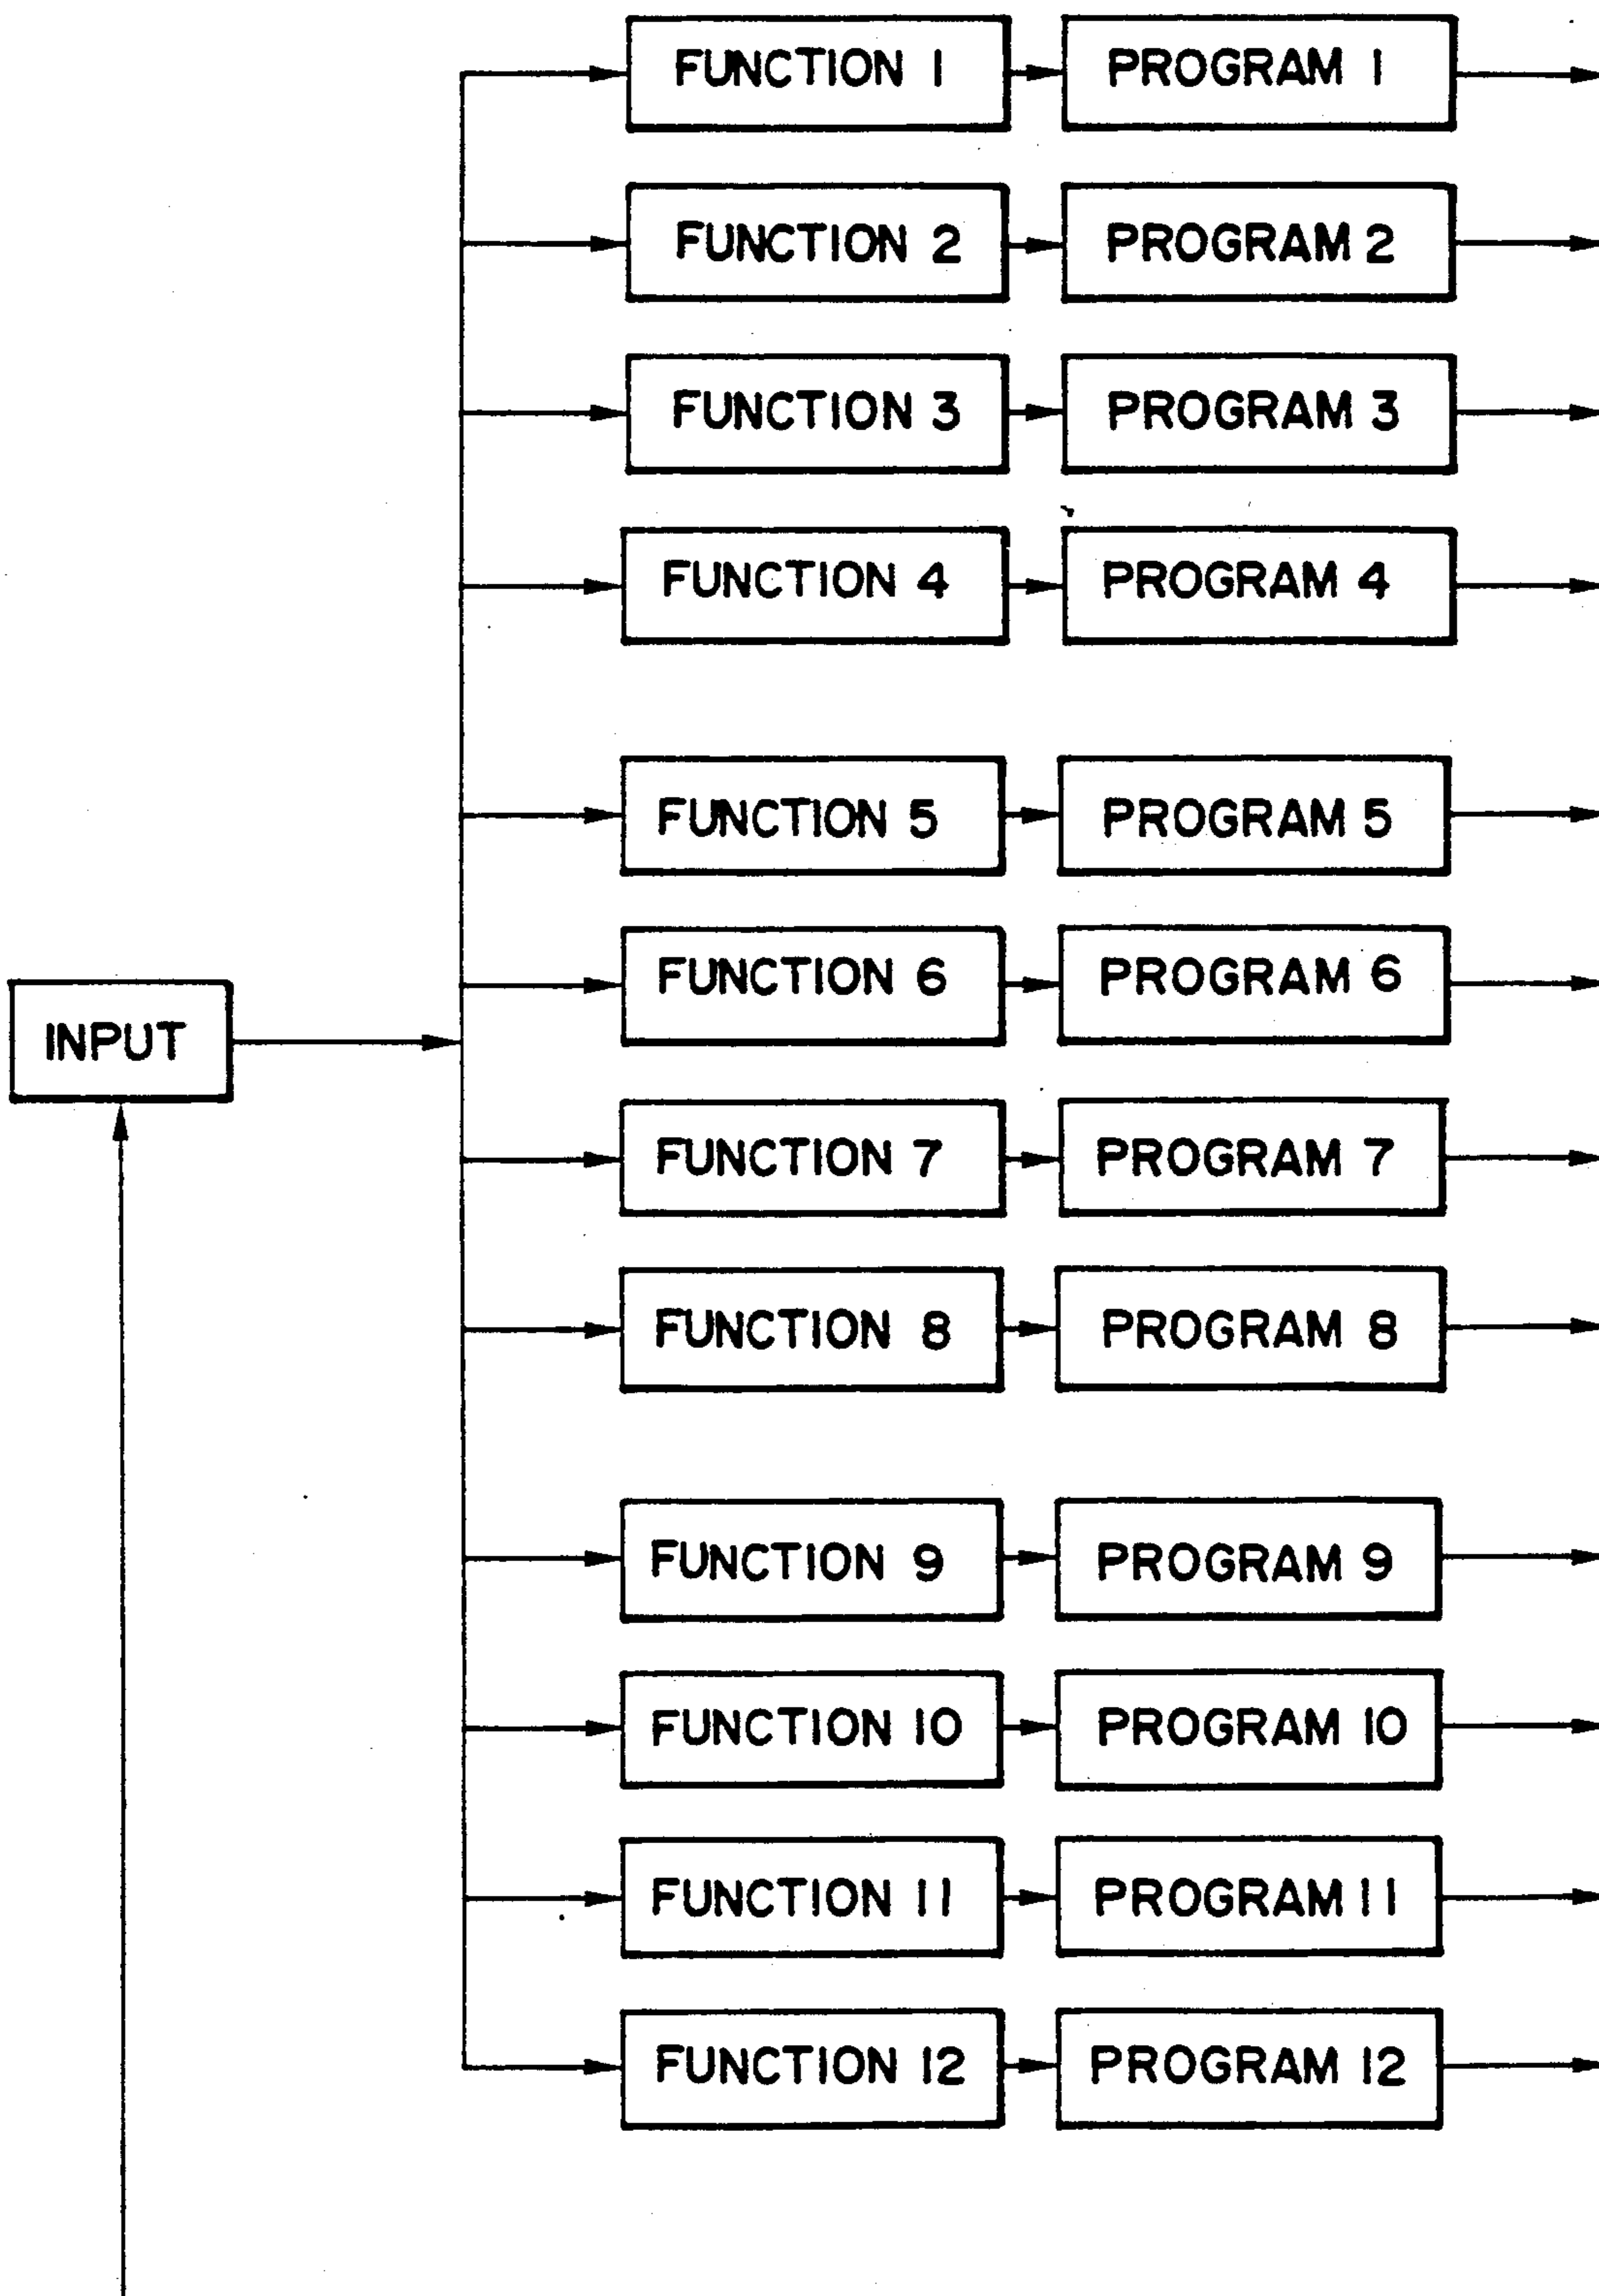 FUNCTION 1 PROGRAM 1
FUNCTION 2 PROGRAM 2
FUNCTION 3 PROGRAM 3
FUNCTION 4 PROGRAM 4
FUNCTION 5 PROGRAM 5
FUNCTION 6 PROGRAM 6
INPUT
FUNCTION 7 PROGRAM 7
FUNCTION 8 PROGRAM 8
FUNCTION 9 PROGRAM 9
FUNCTION 10 PROGRAM 10
FUNCTION 11 PROGRAM 11
FUNCTION 12 PROGRAM 12